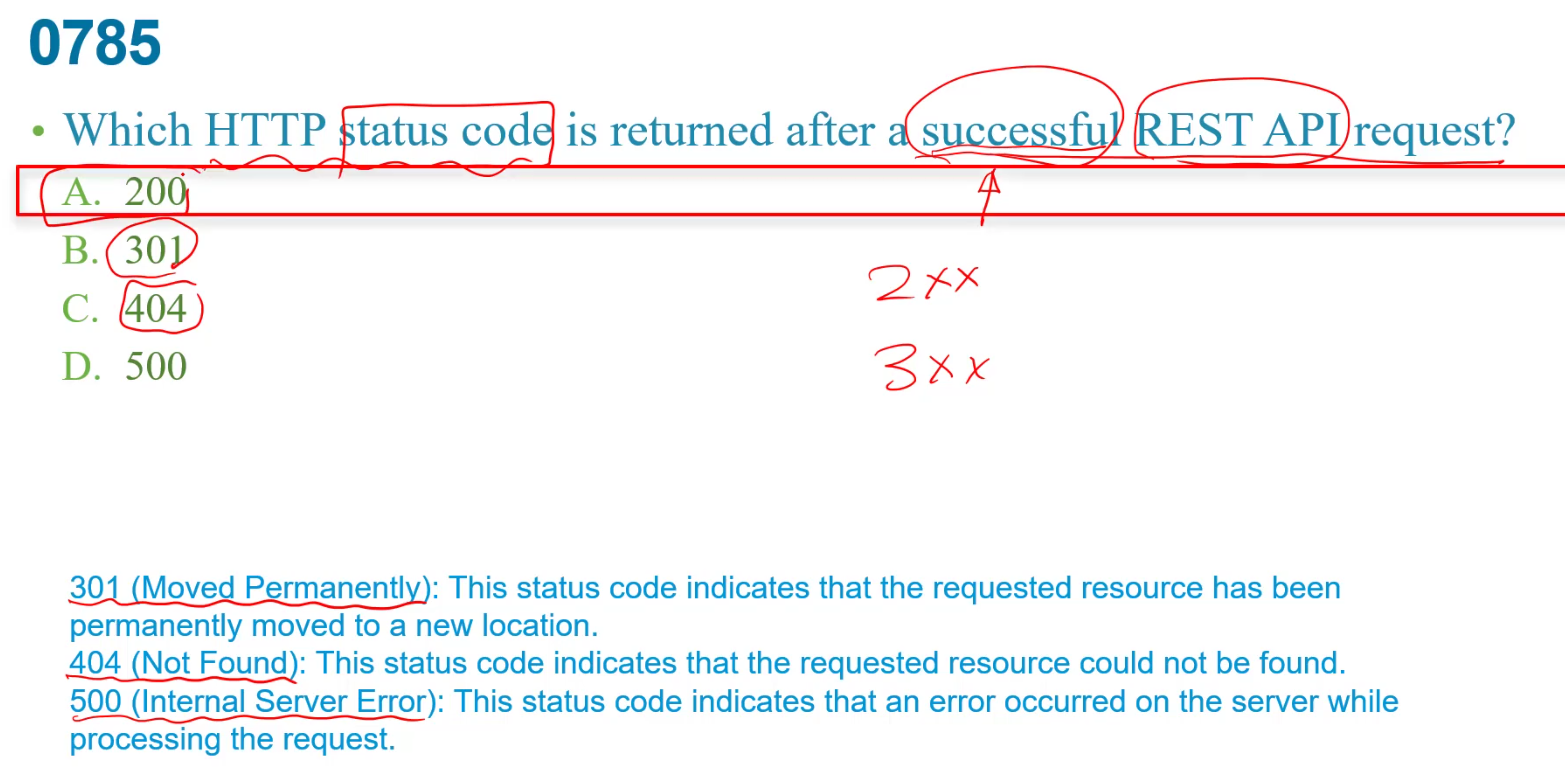 0785
• Which HTTP status code is returned after a successful REST API request?
A. 200
B. 301
C. 404
D. 500
2xx
3xx
301 (Moved Permanently): This status code indicates that the requested resource has been
permanently moved to a new location.
404 (Not Found): This status code indicates that the requested resource could not be found.
500 (Internal Server Error): This status code indicates that an error occurred on the server while
processing the request.